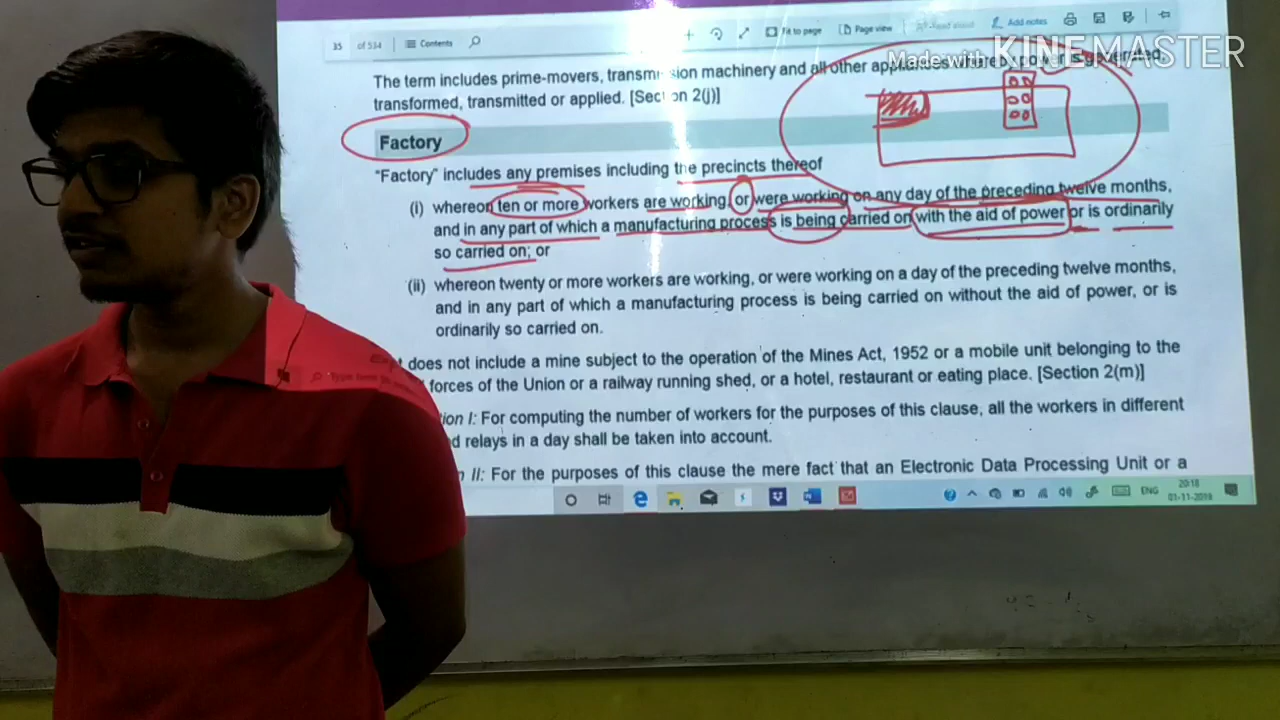 35 of 534 Contents Fit to page Page view Read aloud Add notes
Made with KINEMASTER
The term includes prime-movers, transmission machinery and all other
transformed, transmitted or applied. [Section 2(j)]
Factory
"Factory" includes any premises including the precincts thereof
(i) whereon ten or more workers are working, or were working on any day of the preceding twelve months,
and in any part of which a manufacturing process is being carried on with the aid of power or is ordinarily
so carried on; or
(ii) whereon twenty or more workers are working, or were working on a day of the preceding twelve months,
and in any part of which a manufacturing process is being carried on without the aid of power, or is
ordinarily so carried on.
does not include a mine subject to the operation of the Mines Act, 1952 or a mobile unit belonging to the
forces of the Union or a railway running shed, or a hotel, restaurant or eating place. [Section 2(m)]
tion I: For computing the number of workers for the purposes of this clause, all the workers in different
d relays in a day shall be taken into account.
II: For the purposes of this clause the mere fact that an Electronic Data Processing Unit or a
ENG 20:18
01-11-2019